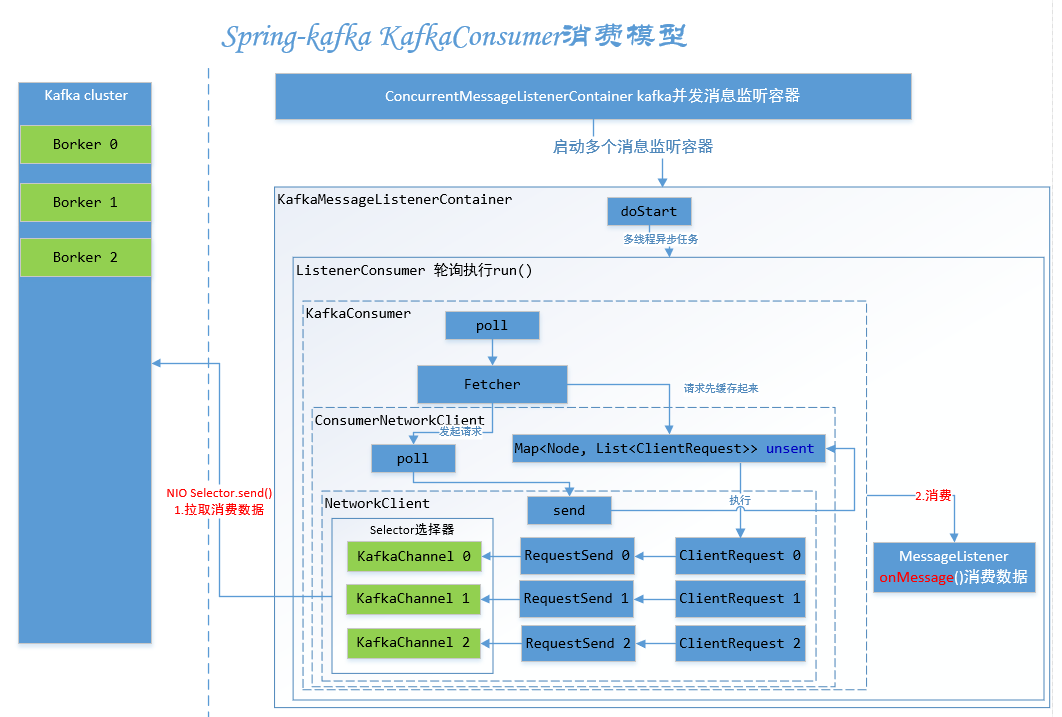 Spring-kafka KafkaConsumer消费模型
Kafka cluster
Borker 0
Borker 1
Borker 2
ConcurrentMessageListenerContainer kafka并发消息监听容器
启动多个消息监听容器
KafkaMessageListenerContainer
doStart
多线程异步任务
ListenerConsumer 轮询执行run()
KafkaConsumer
poll
Fetcher
请求先缓存起来
ConsumerNetworkClient
发起请求
poll
Map<Node, List<ClientRequest>> unsent
NetworkClient
send
执行
Selector选择器
KafkaChannel 0
RequestSend 0
ClientRequest 0
KafkaChannel 1
RequestSend 1
ClientRequest 1
KafkaChannel 2
RequestSend 2
ClientRequest 2
NIO Selector.send()
1.拉取消费数据
2.消费
MessageListener
onMessage()消费数据